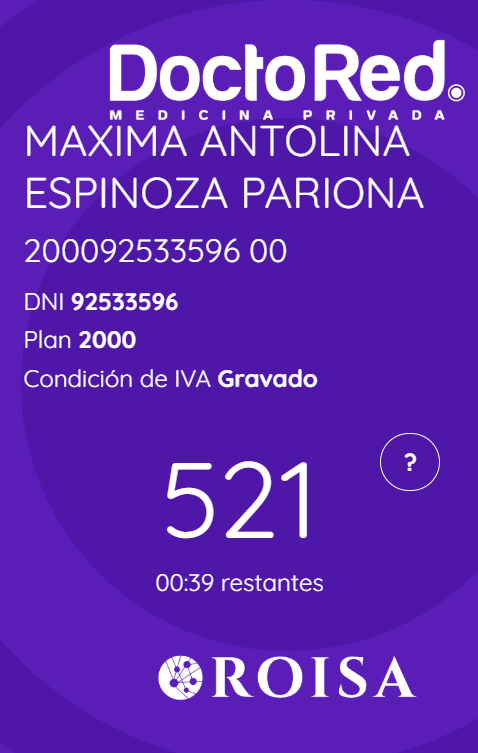 DoctoRed.
MEDICINA PRIVADA
MAXIMA ANTOLINA
ESPINOZA PARIONA
200092533596 00
DNI 92533596
Plan 2000
Condición de IVA Gravado
?
521
00:39 restantes
ROISA